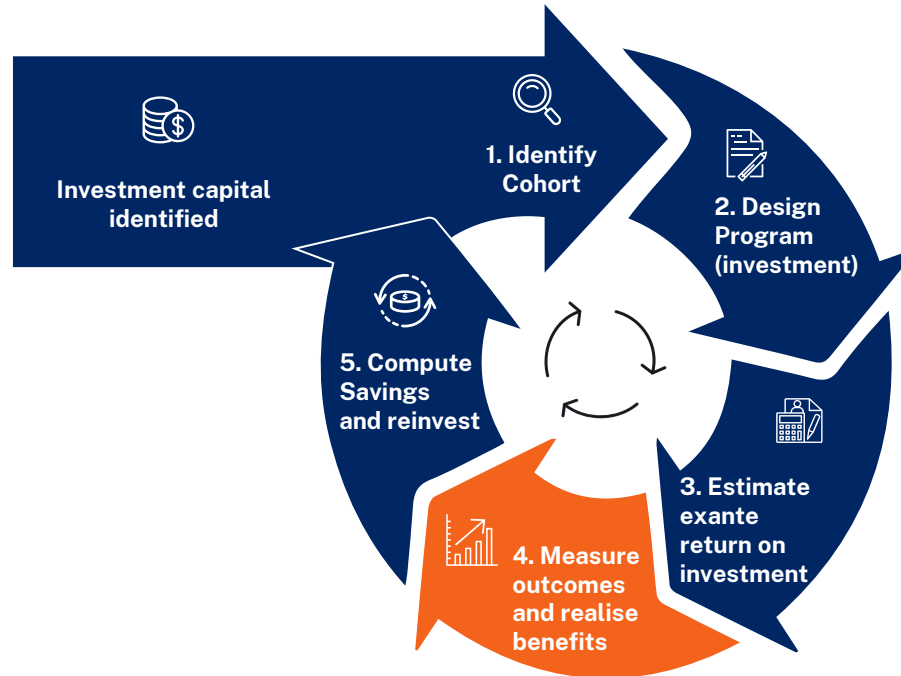 Investment capital
identified
1. Identify
Cohort
2. Design
Program
(investment)
3. Estimate
exante
return on
investment
4. Measure
outcomes
and realise
benefits
5. Compute
Savings
and reinvest